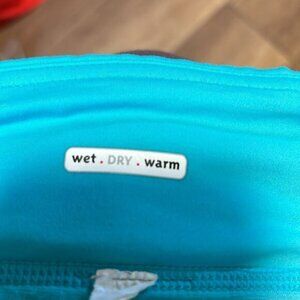 wet . DRY . warm